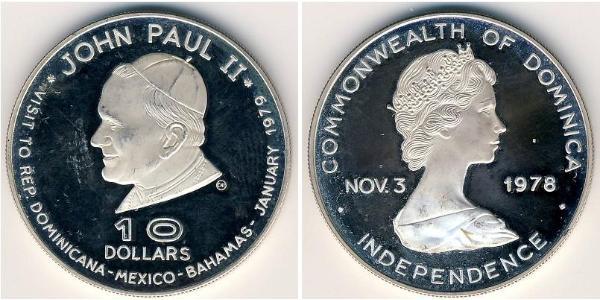 * JOHN PAUL II *
VISIT TO REP. DOMINICANA-MEXICO-BAHAMAS-JANUARY 1979
10
DOLLARS
COMMONWEALTH OF DOMINICA
NOV. 3 1978
· INDEPENDENCE ·